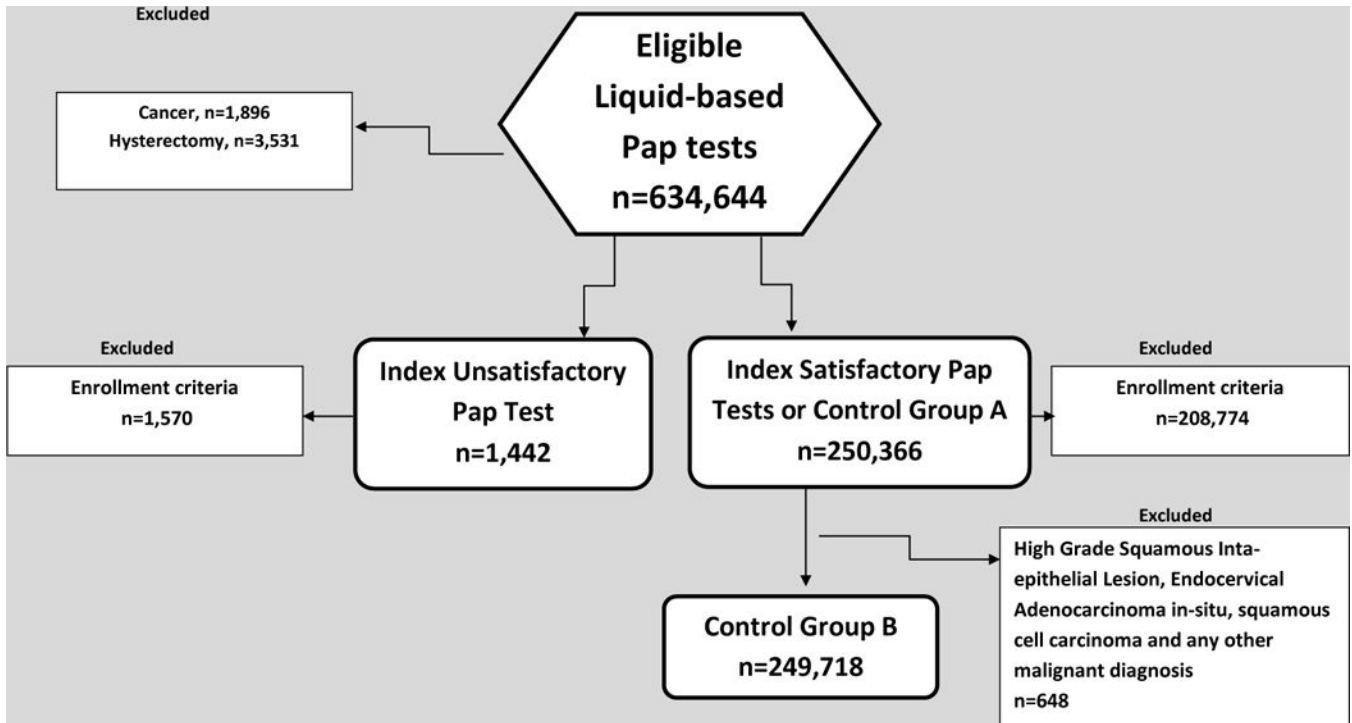 Excluded
Cancer, n=1,896
Hysterectomy, n=3,531
Eligible
Liquid-based
Pap tests
n=634,644
Excluded
Enrollment criteria
n=1,570
Index Unsatisfactory
Pap Test
n=1,442
Index Satisfactory Pap
Tests or Control Group A
n=250,366
Excluded
Enrollment criteria
n=208,774
Excluded
High Grade Squamous Inta-
epithelial Lesion, Endocervical
Adenocarcinoma in-situ, squamous
cell carcinoma and any other
malignant diagnosis
n=648
Control Group B
n=249,718